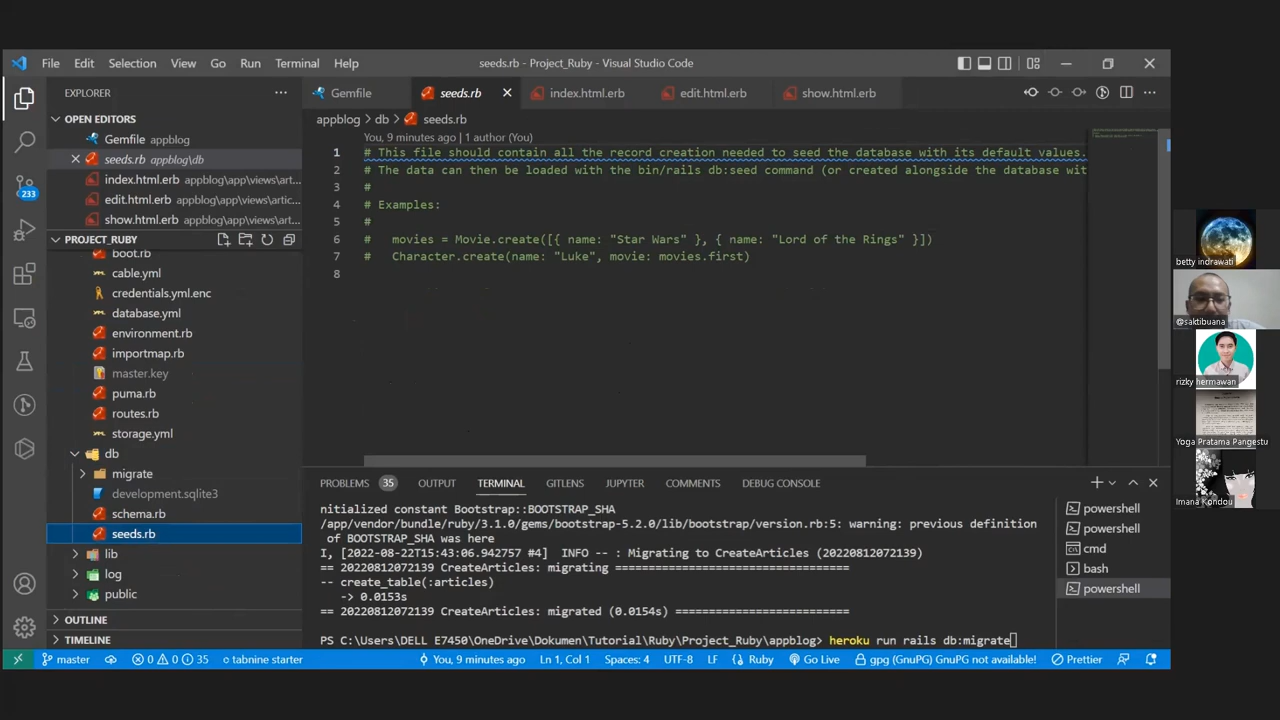 File Edit Selection View Go Run Terminal Help
seeds.rb - Project_Ruby - Visual Studio Code
EXPLORER
Gemfile
seeds.rb
index.html.erb
edit.html.erb
show.html.erb
OPEN EDITORS
Gemfile appblog
seeds.rb appblog\db
index.html.erb appblog\app\views\art...
edit.html.erb appblog\app\views\artic...
show.html.erb appblog\app\views\art...
233
PROJECT_RUBY
boot.rb
cable.yml
credentials.yml.enc
database.yml
environment.rb
importmap.rb
master.key
puma.rb
routes.rb
storage.yml
db
migrate
development.sqlite3
schema.rb
seeds.rb
lib
log
public
OUTLINE
TIMELINE
appblog > db > seeds.rb
You, 9 minutes ago | 1 author (You)
1 # This file should contain all the record creation needed to seed the database with its default values.
2 # The data can then be loaded with the bin/rails db:seed command (or created alongside the database wit
3 #
4 # Examples:
5 #
6 # movies = Movie.create([{ name: "Star Wars" }, { name: "Lord of the Rings" }])
7 # Character.create(name: "Luke", movie: movies.first)
8
PROBLEMS 35 OUTPUT TERMINAL GITLENS JUPYTER COMMENTS DEBUG CONSOLE
nitialized constant Bootstrap::BOOTSTRAP_SHA
/app/vendor/bundle/ruby/3.1.0/gems/bootstrap-5.2.0/lib/bootstrap/version.rb:5: warning: previous definition
of BOOTSTRAP_SHA was here
I, [2022-08-22T15:43:06.942757 #4] INFO -- : Migrating to CreateArticles (20220812072139)
== 20220812072139 CreateArticles: migrating ==================================
-- create_table(:articles)
-> 0.0153s
== 20220812072139 CreateArticles: migrated (0.0154s) =========================
PS C:\Users\DELL E7450\OneDrive\Dokumen\Tutorial\Ruby\Project_Ruby\appblog> heroku run rails db:migrate
powershell
powershell
cmd
bash
powershell
master 0 0 35 tabnine starter You, 9 minutes ago Ln 1, Col 1 Spaces: 4 UTF-8 LF Ruby Go Live gpg (GnuPG) GnuPG not available! Prettier
betty indrawati
@saktibuana
rizky hermawan
Yoga Pratama Pangestu
Imana Kondou